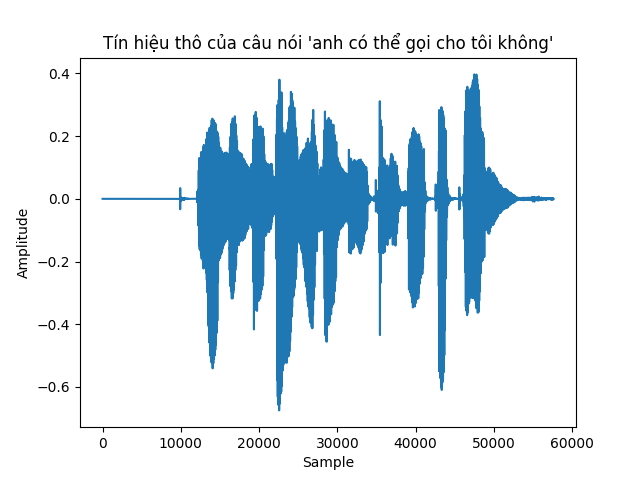 Tín hiệu thô của câu nói 'anh có thể gọi cho tôi không'
0.4
0.2
0.0
−0.2
−0.4
−0.6
Amplitude
0 10000 20000 30000 40000 50000 60000
Sample